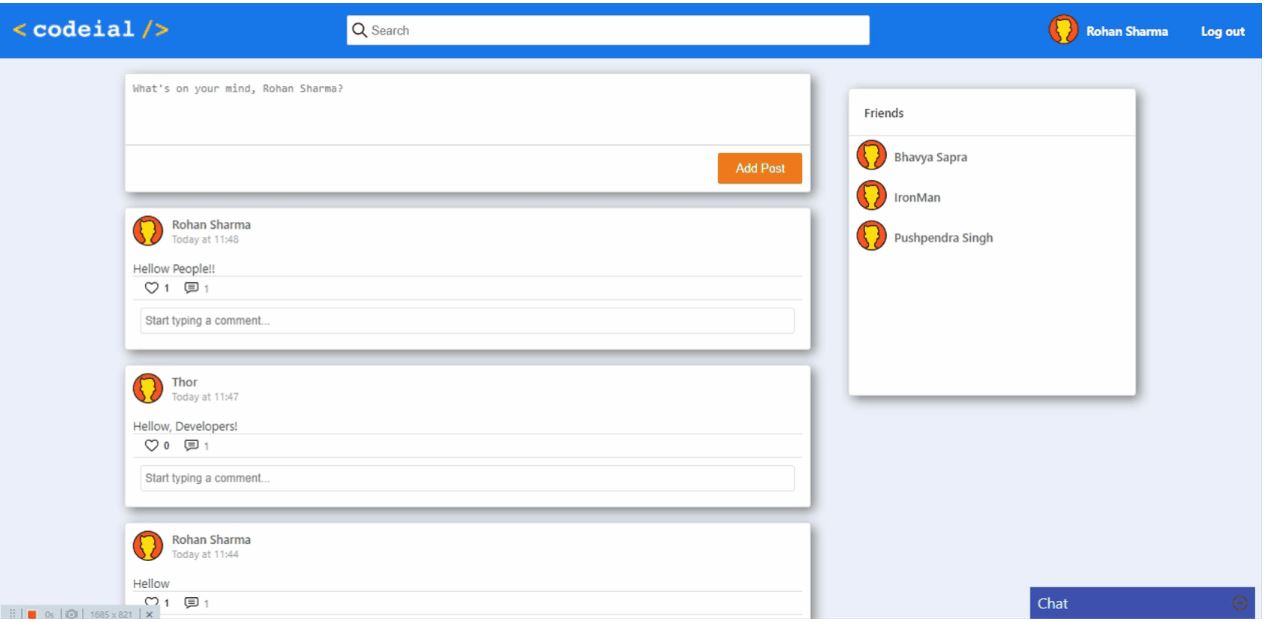 < codeial />
Search
Rohan Sharma
Log out
What's on your mind, Rohan Sharma?
Add Post
Friends
Bhavya Sapra
IronMan
Pushpendra Singh
Rohan Sharma
Today at 11:48
Hellow People!!
1 1
Start typing a comment...
Thor
Today at 11:47
Hellow, Developers!
0 1
Start typing a comment...
Rohan Sharma
Today at 11:44
Hellow
1 1
Chat
0s 1685 x 821